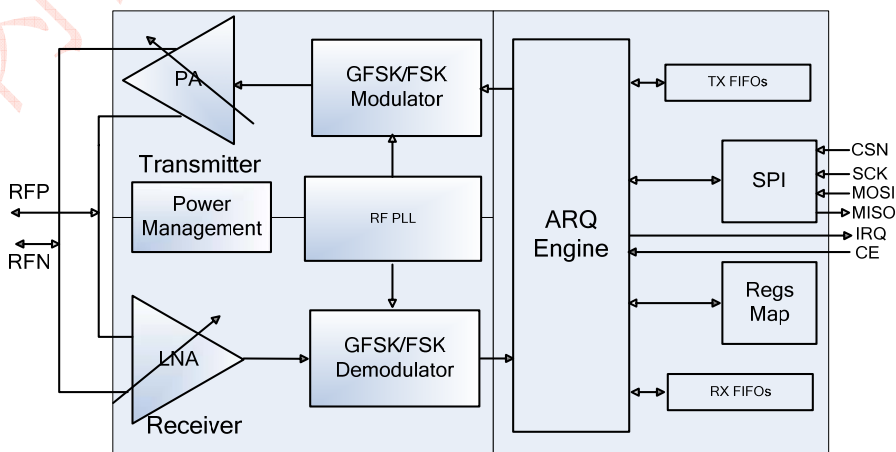 PA
GFSK/FSK
Modulator
TX FIFOs
Transmitter
CSN
SCK
MOSI
MISO
SPI
RFP
Power
Management
RF PLL
ARQ
Engine
IRQ
CE
RFN
Regs
Map
LNA
GFSK/FSK
Demodulator
RX FIFOs
Receiver